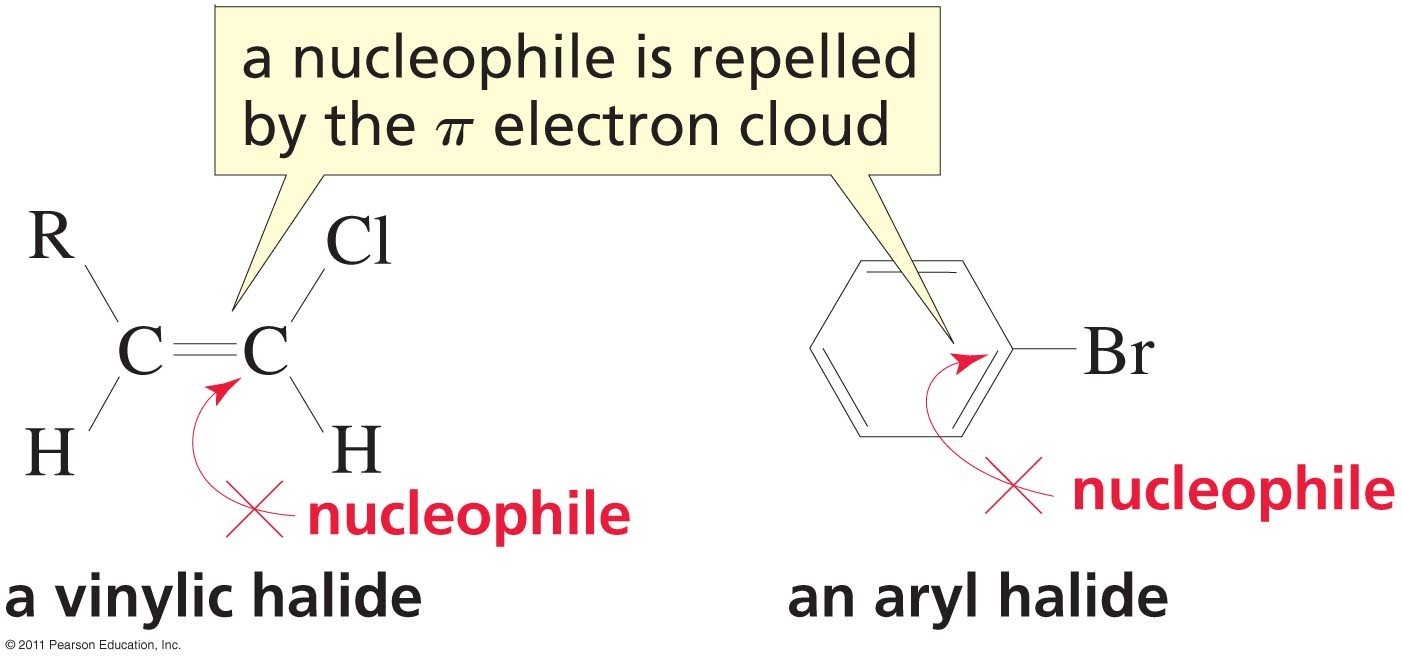 a nucleophile is repelled
by the π electron cloud
R
Cl
C
C
H
H
nucleophile
a vinylic halide
Br
nucleophile
an aryl halide
© 2011 Pearson Education, Inc.